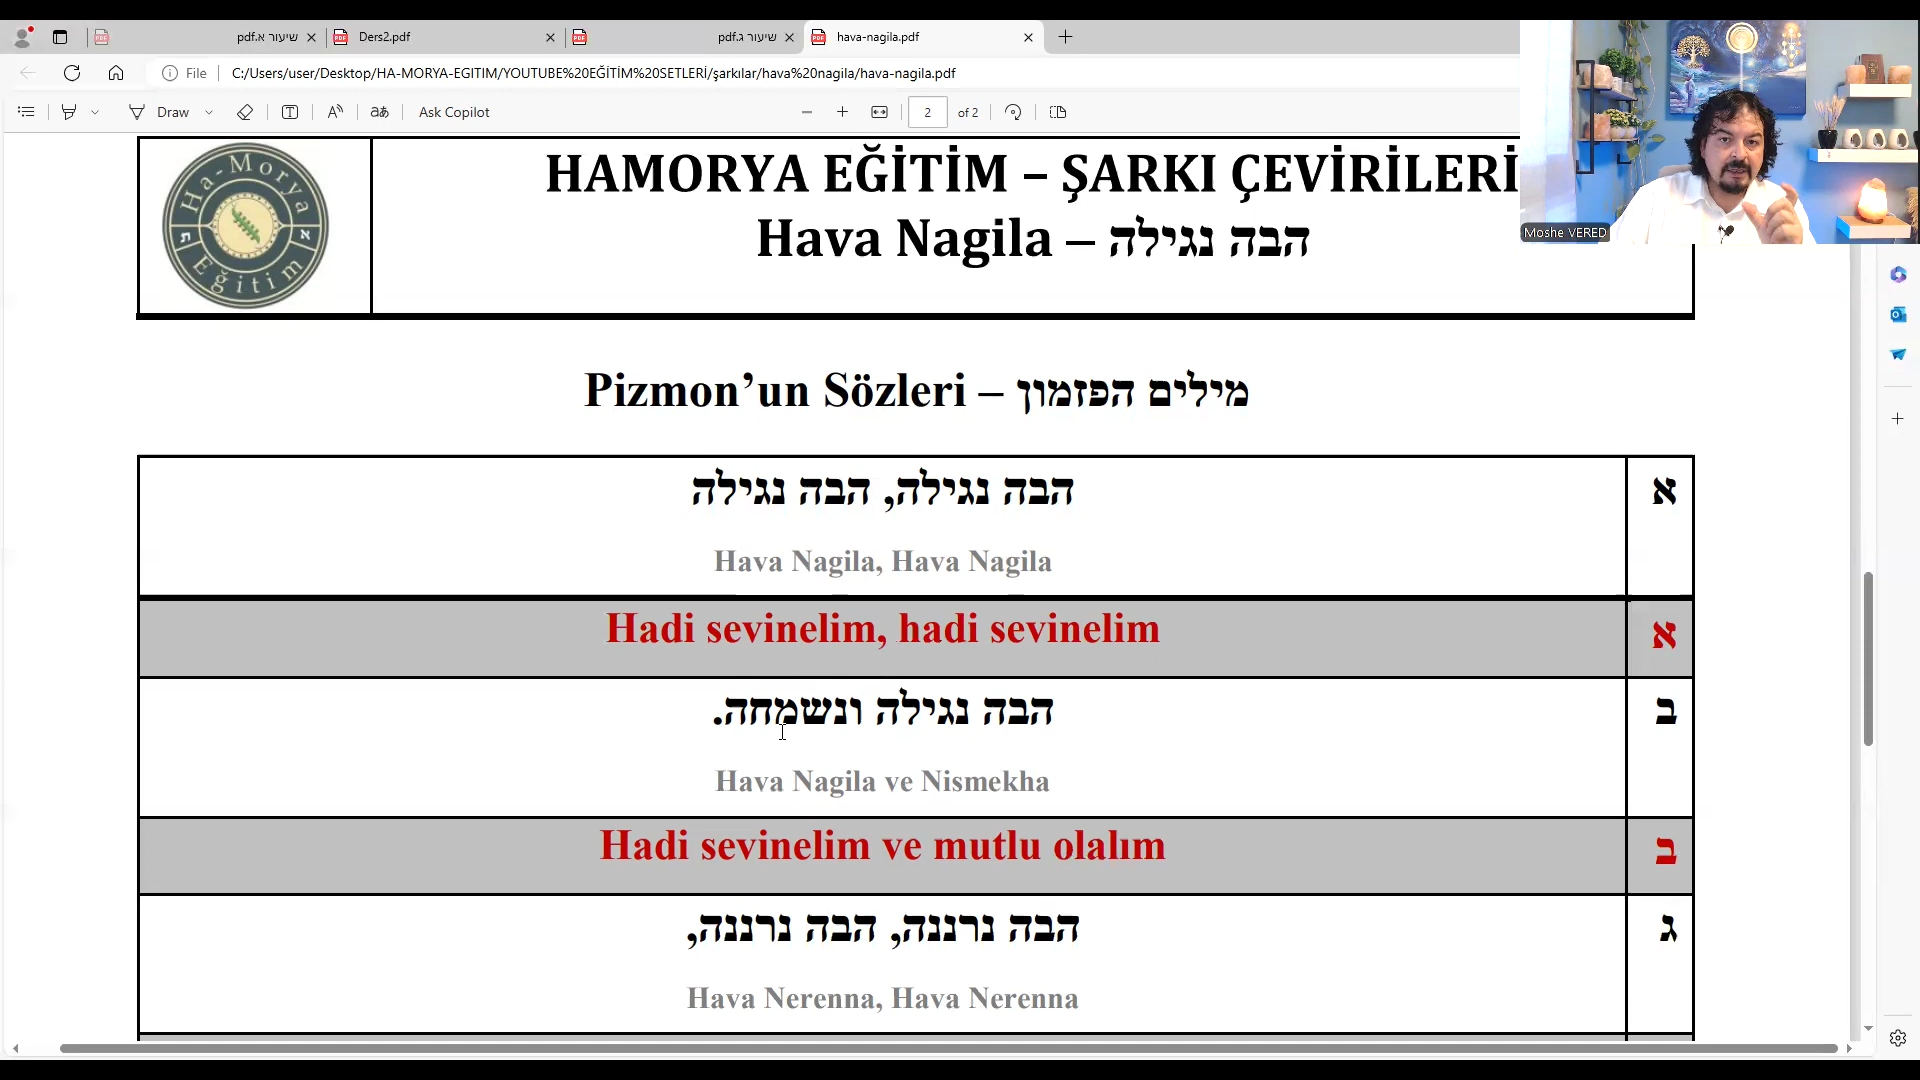 שיעור א.pdf
Ders2.pdf
שיעור ג.pdf
hava-nagila.pdf
File
C:/Users/user/Desktop/HA-MORYA-EGITIM/YOUTUBE%20EĞİTİM%20SETLERİ/şarkılar/hava%20nagila/hava-nagila.pdf
Draw
Ask Copilot
2 of 2
Ha-Morya
א
ת
Eğitim
HAMORYA EĞİTİM – ŞARKI ÇEVİRİLERİ
Hava Nagila – הבה נגילה
Moshe VERED
Pizmon’un Sözleri – מילים הפזמון
א
הבה נגילה, הבה נגילה
Hava Nagila, Hava Nagila
א
Hadi sevinelim, hadi sevinelim
ב
הבה נגילה ונשמחה.
Hava Nagila ve Nismekha
ב
Hadi sevinelim ve mutlu olalım
ג
הבה נרננה, הבה נרננה,
Hava Nerenna, Hava Nerenna